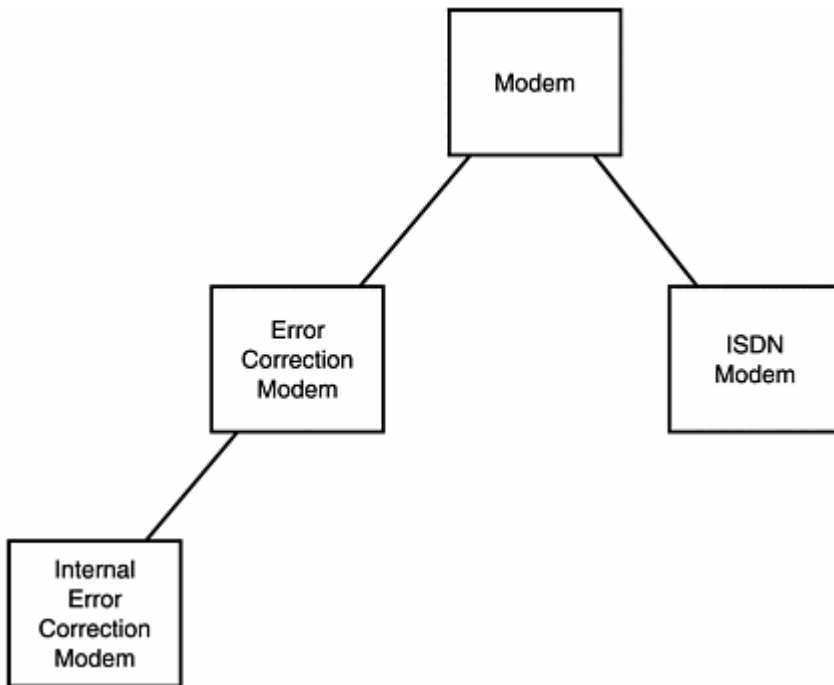 Modem
Error
Correction
Modem
ISDN
Modem
Internal
Error
Correction
Modem